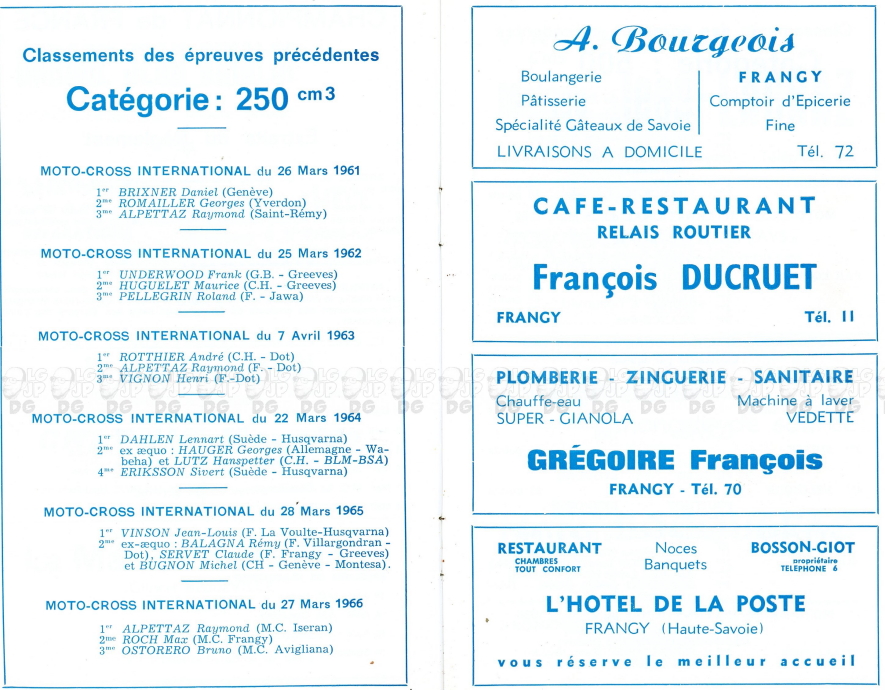 Classements des épreuves précédentes
Catégorie : 250 cm3
MOTO-CROSS INTERNATIONAL du 26 Mars 1961
1er BRIXNER Daniel (Genève)
2me ROMAILLER Georges (Yverdon)
3me ALPETTAZ Raymond (Saint-Rémy)
MOTO-CROSS INTERNATIONAL du 25 Mars 1962
1er UNDERWOOD Frank (G.B. - Greeves)
2me HUGUELET Maurice (C.H. - Greeves)
3me PELLEGRIN Roland (F. - Jawa)
MOTO-CROSS INTERNATIONAL du 7 Avril 1963
1er ROTTHIER André (C.H. - Dot)
2me ALPETTAZ Raymond (F. - Dot)
3me VIGNON Henri (F.-Dot)
MOTO-CROSS INTERNATIONAL du 22 Mars 1964
1er DAHLEN Lennart (Suède - Husqvarna)
2me ex æquo : HAUGER Georges (Allemagne - Wa-
beha) et LUTZ Hanspetter (C.H. - BLM-BSA)
4me ERIKSSON Sivert (Suède - Husqvarna)
MOTO-CROSS INTERNATIONAL du 28 Mars 1965
1er VINSON Jean-Louis (F. La Voulte-Husqvarna)
2me ex-æquo : BALAGNA Rémy (F. Villargondran -
Dot), SERVET Claude (F. Frangy - Greeves)
et BUGNON Michel (CH - Genève - Montesa).
MOTO-CROSS INTERNATIONAL du 27 Mars 1966
1er ALPETTAZ Raymond (M.C. Iseran)
2me ROCH Max (M.C. Frangy)
3me OSTORERO Bruno (M.C. Avigliana)
A. Bourgeois
Boulangerie
Pâtisserie
Spécialité Gâteaux de Savoie
FRANGY
Comptoir d'Epicerie
Fine
LIVRAISONS A DOMICILE Tél. 72
CAFE-RESTAURANT
RELAIS ROUTIER
François DUCRUET
FRANGY Tél. 11
PLOMBERIE - ZINGUERIE - SANITAIRE
Chauffe-eau Machine à laver
SUPER - GIANOLA VEDETTE
GRÉGOIRE François
FRANGY - Tél. 70
RESTAURANT
CHAMBRES
TOUT CONFORT
Noces
Banquets
BOSSON-GIOT
propriétaire
TELEPHONE 6
L'HOTEL DE LA POSTE
FRANGY (Haute-Savoie)
vous réserve le meilleur accueil